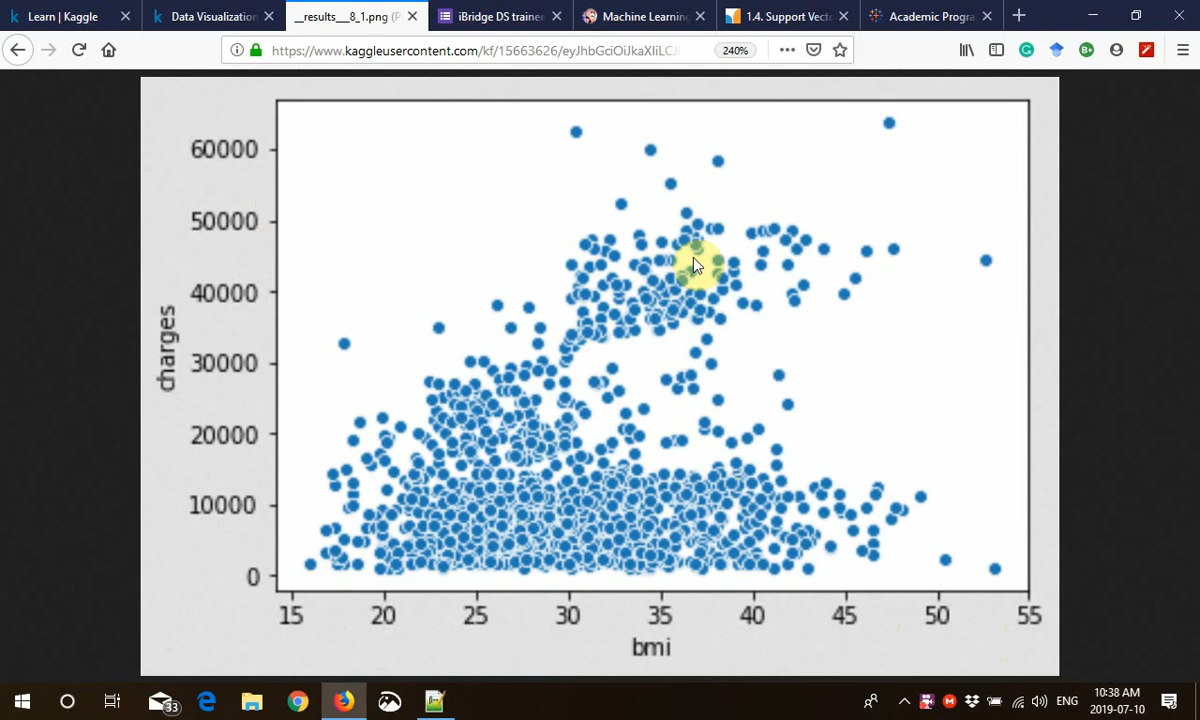 Learn | Kaggle
Data Visualization
__results___8_1.png (P
iBridge DS trainee
Machine Learning
1.4. Support Vecto
Academic Progra
https://www.kaggleusercontent.com/kf/15663626/eyJhbGciOiJkaXIiLCJ
240%
60000
50000
40000
30000
20000
10000
0
charges
15 20 25 30 35 40 45 50 55
bmi
33
ENG
10:38 AM
2019-07-10